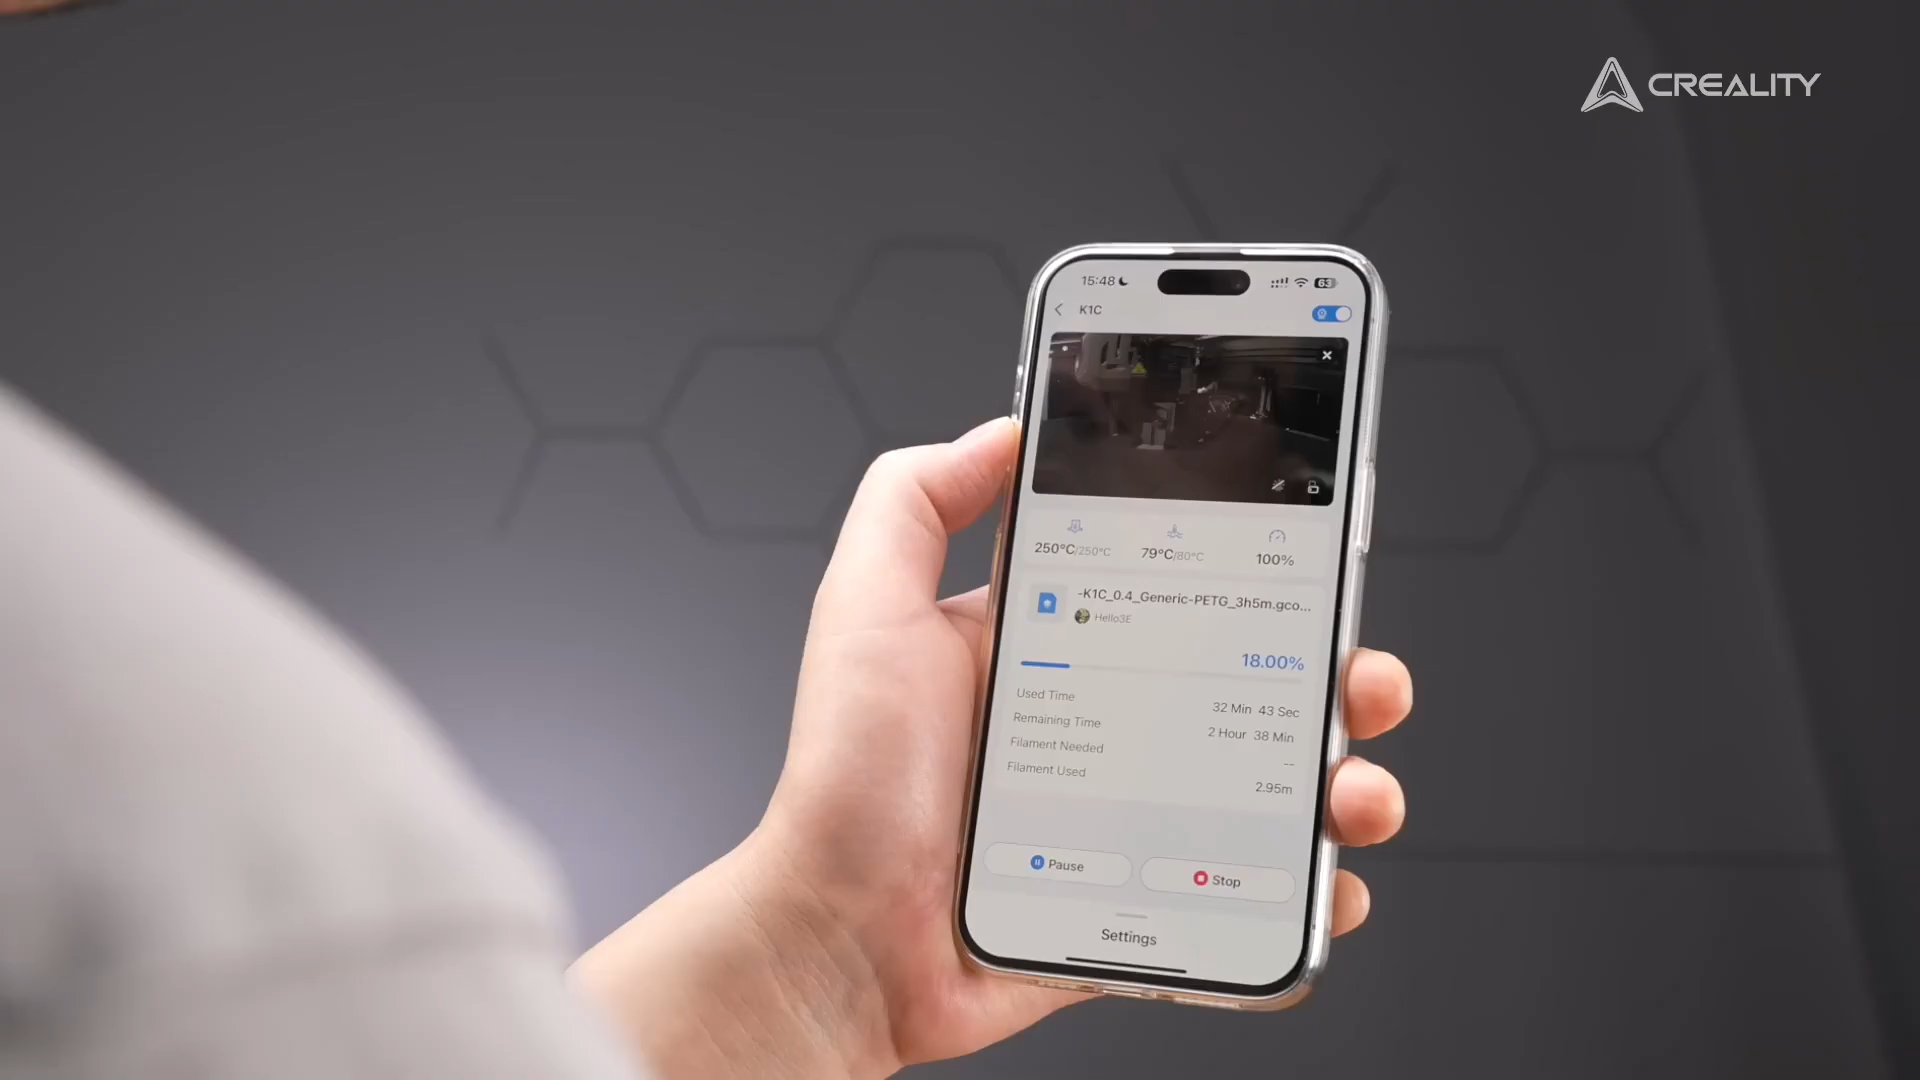 CREALITY
15:48
63
K1C
250°C/250°C
79°C/80°C
100%
-K1C_0.4_Generic-PETG_3h5m.gco...
Hello3E
18.00%
Used Time 32 Min 43 Sec
Remaining Time 2 Hour 38 Min
Filament Needed --
Filament Used 2.95m
Pause
Stop
Settings